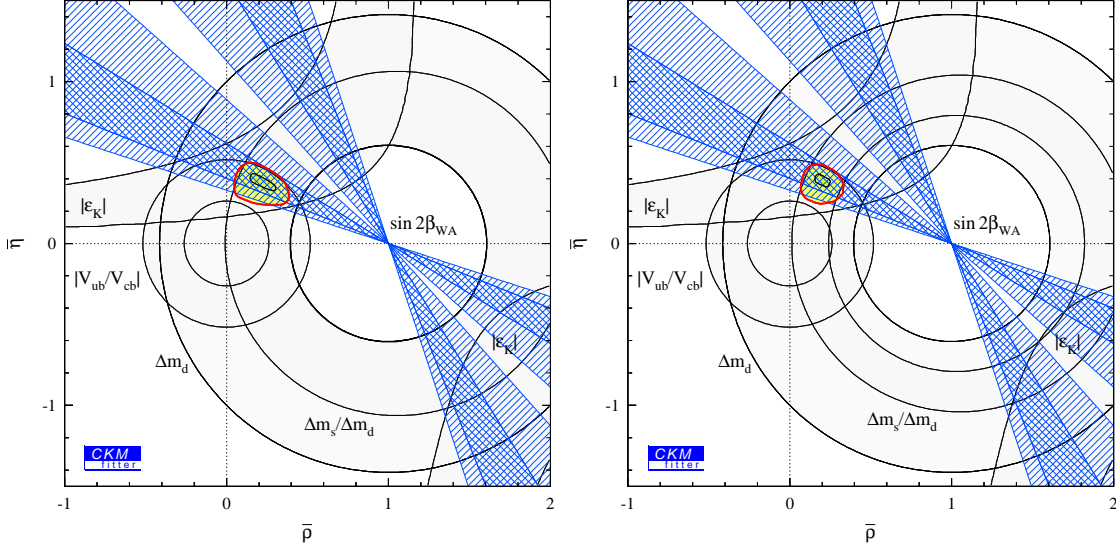 1
0
-1
-1
0
1
2
η̄
ρ̄
|ε_K|
|V_ub/V_cb|
Δm_d
Δm_s/Δm_d
sin 2β_WA
|ε_K|
CKM
fitter
1
0
-1
-1
0
1
2
η̄
ρ̄
|ε_K|
|V_ub/V_cb|
Δm_d
Δm_s/Δm_d
sin 2β_WA
|ε_K|
CKM
fitter